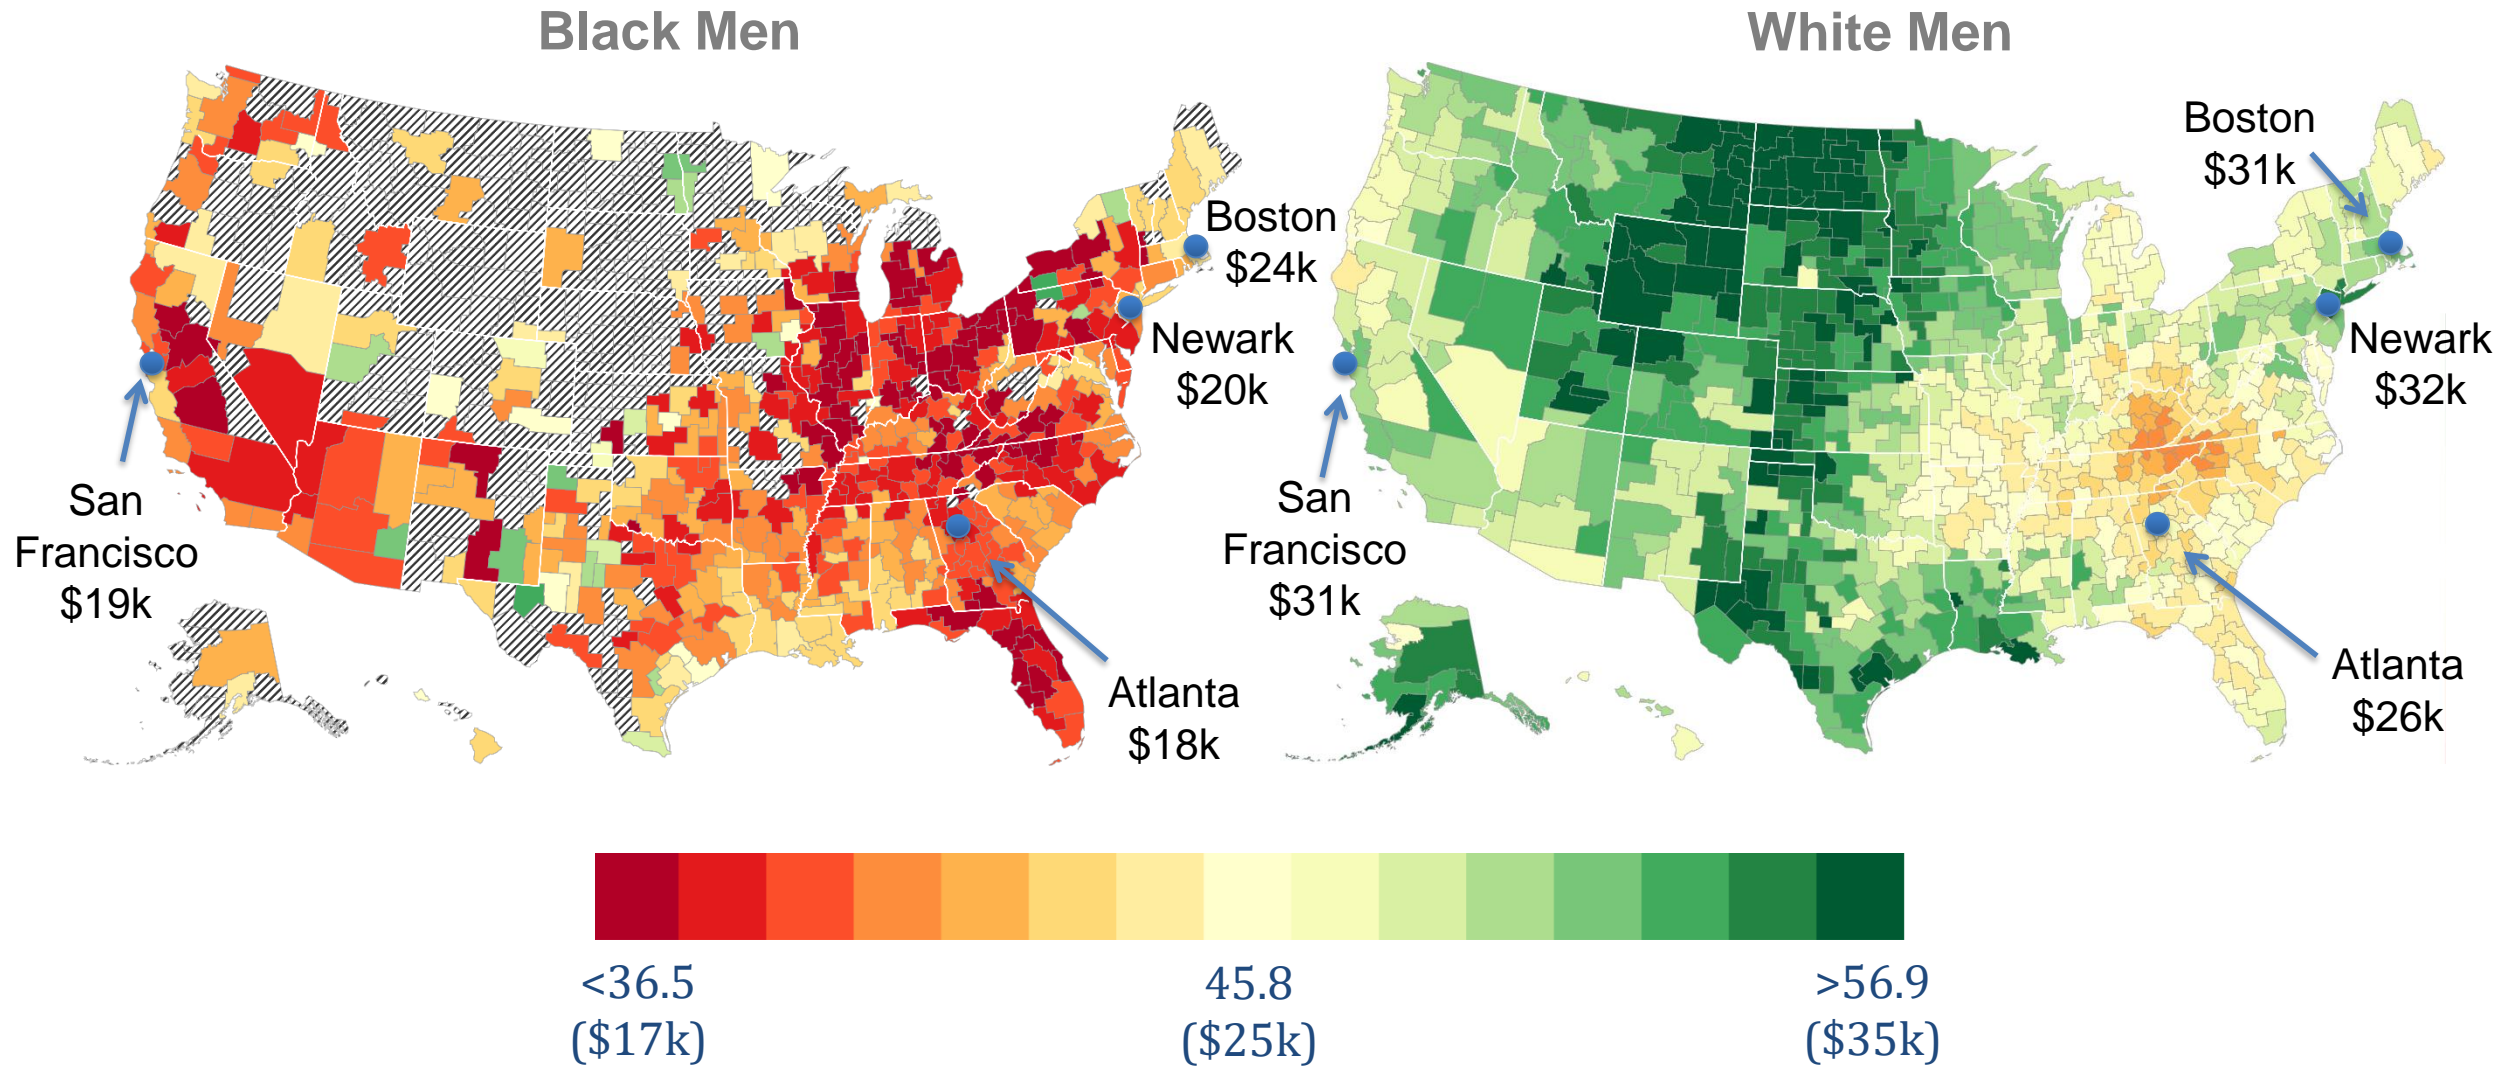 Black Men
Boston
$24k
Newark
$20k
San
Francisco
$19k
Atlanta
$18k
White Men
Boston
$31k
Newark
$32k
San
Francisco
$31k
Atlanta
$26k
<36.5
($17k)
45.8
($25k)
>56.9
($35k)